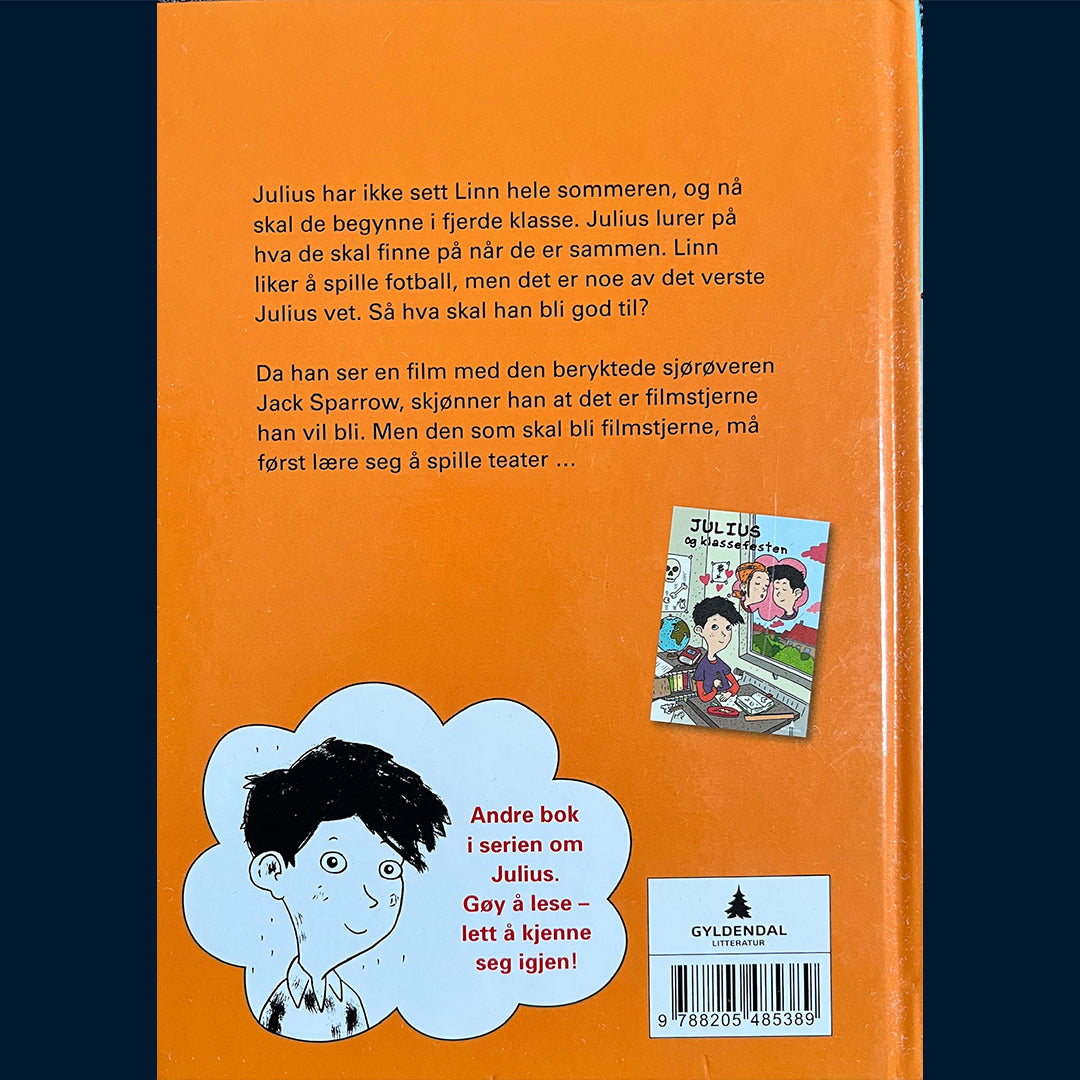 Julius har ikke sett Linn hele sommeren, og nå
skal de begynne i fjerde klasse. Julius lurer på
hva de skal finne på når de er sammen. Linn
liker å spille fotball, men det er noe av det verste
Julius vet. Så hva skal han bli god til?
Da han ser en film med den beryktede sjørøveren
Jack Sparrow, skjønner han at det er filmstjerne
han vil bli. Men den som skal bli filmstjerne, må
først lære seg å spille teater ...
JULIUS
og klassefesten
Andre bok
i serien om
Julius.
Gøy å lese –
lett å kjenne
seg igjen!
GYLDENDAL
LITTERATUR
9 788205 485389